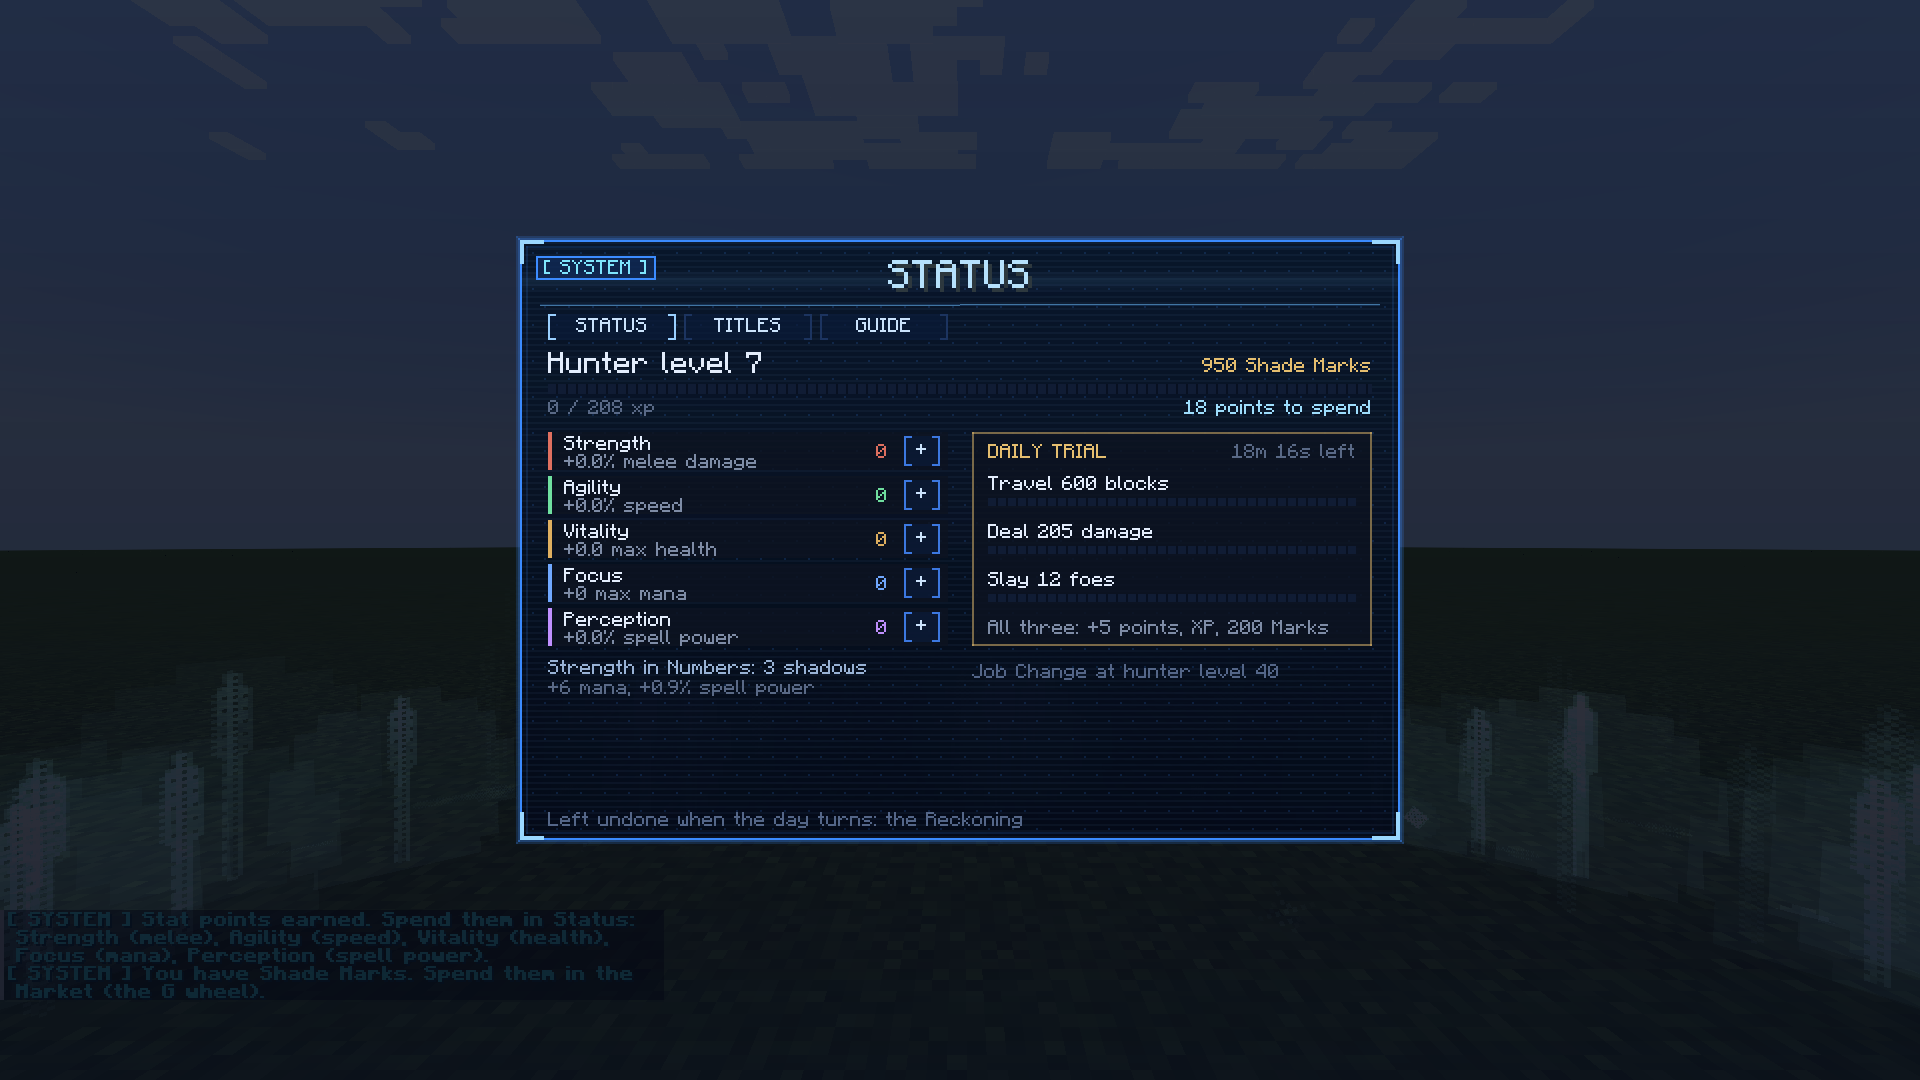 [ SYSTEM ]
STATUS
[ STATUS ] [ TITLES ] [ GUIDE ]
Hunter level 7
950 Shade Marks
0 / 208 xp
18 points to spend
Strength
0 [+]
+0.0% melee damage
Agility
0 [+]
+0.0% speed
Vitality
0 [+]
+0.0 max health
Focus
0 [+]
+0 max mana
Perception
0 [+]
+0.0% spell power
Strength in Numbers: 3 shadows
+6 mana, +0.9% spell power
DAILY TRIAL
18m 16s left
Travel 600 blocks
Deal 205 damage
Slay 12 foes
All three: +5 points, XP, 200 Marks
Job Change at hunter level 40
Left undone when the day turns: the Reckoning
[ SYSTEM ] Stat points earned. Spend them in Status:
Strength (melee), Agility (speed), Vitality (health),
Focus (mana), Perception (spell power).
[ SYSTEM ] You have Shade Marks. Spend them in the
Market (the G wheel).